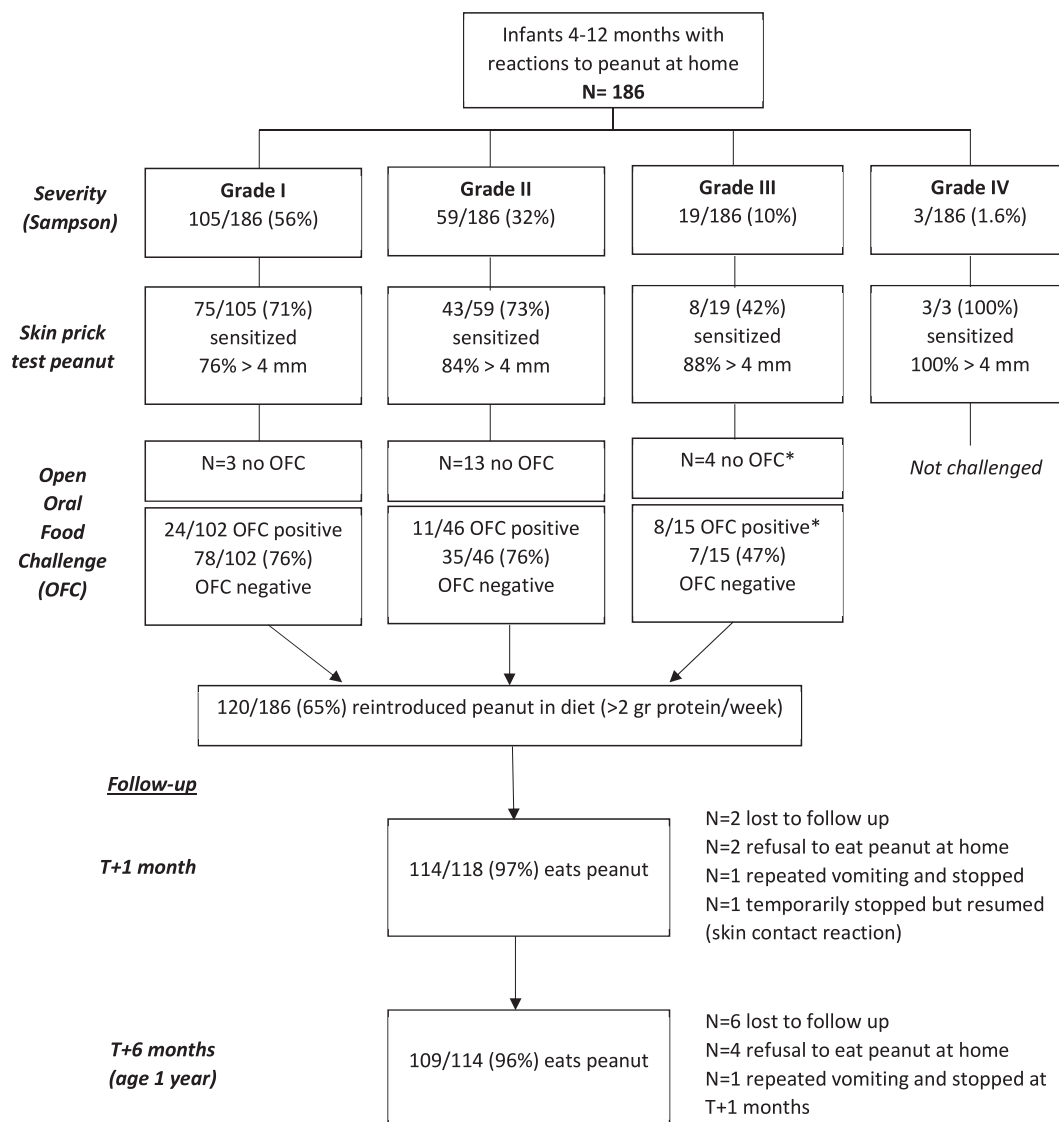 Infants 4-12 months with
reactions to peanut at home
N= 186
Severity
(Sampson)
Grade I
105/186 (56%)
Grade II
59/186 (32%)
Grade III
19/186 (10%)
Grade IV
3/186 (1.6%)
Skin prick
test peanut
75/105 (71%)
sensitized
76% > 4 mm
43/59 (73%)
sensitized
84% > 4 mm
8/19 (42%)
sensitized
88% > 4 mm
3/3 (100%)
sensitized
100% > 4 mm
Open
Oral
Food
Challenge
(OFC)
N=3 no OFC
N=13 no OFC
N=4 no OFC*
Not challenged
24/102 OFC positive
78/102 (76%)
OFC negative
11/46 OFC positive
35/46 (76%)
OFC negative
8/15 OFC positive*
7/15 (47%)
OFC negative
120/186 (65%) reintroduced peanut in diet (>2 gr protein/week)
Follow-up
T+1 month
114/118 (97%) eats peanut
N=2 lost to follow up
N=2 refusal to eat peanut at home
N=1 repeated vomiting and stopped
N=1 temporarily stopped but resumed
(skin contact reaction)
T+6 months
(age 1 year)
109/114 (96%) eats peanut
N=6 lost to follow up
N=4 refusal to eat peanut at home
N=1 repeated vomiting and stopped at
T+1 months